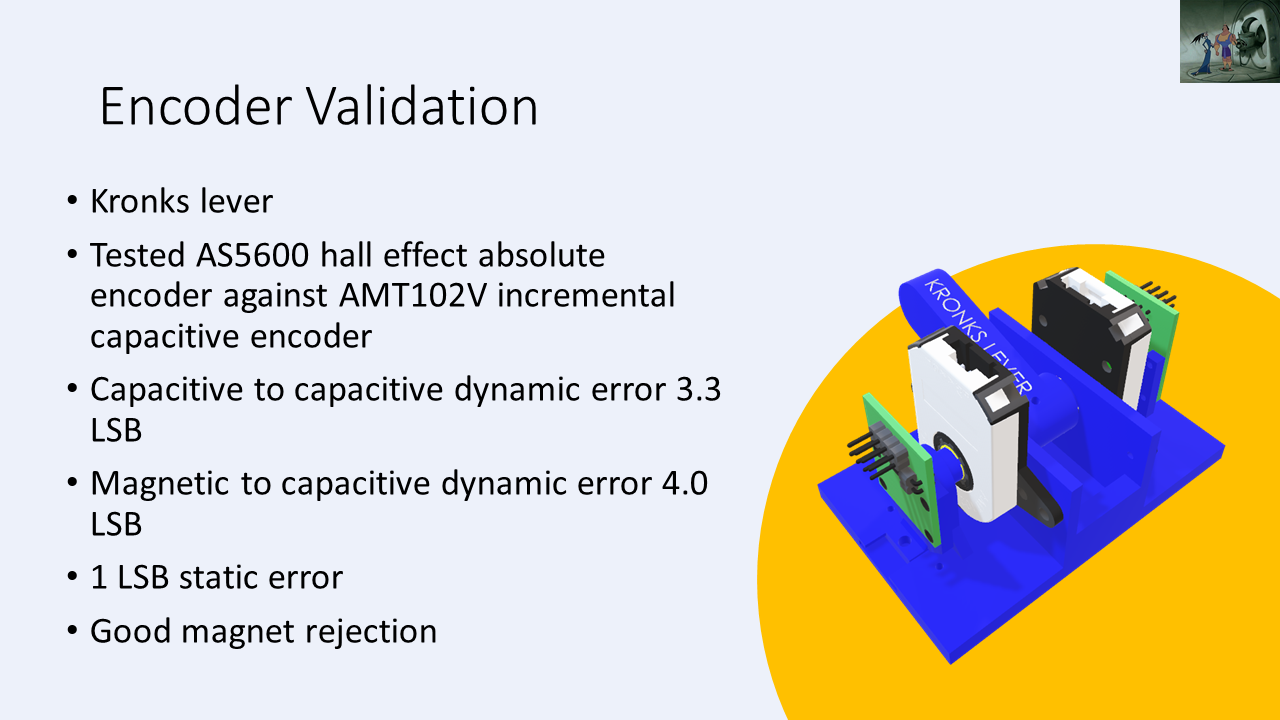 Encoder Validation
• Kronks lever
• Tested AS5600 hall effect absolute
encoder against AMT102V incremental
capacitive encoder
• Capacitive to capacitive dynamic error 3.3
LSB
• Magnetic to capacitive dynamic error 4.0
LSB
• 1 LSB static error
• Good magnet rejection
KRONKS LEVER